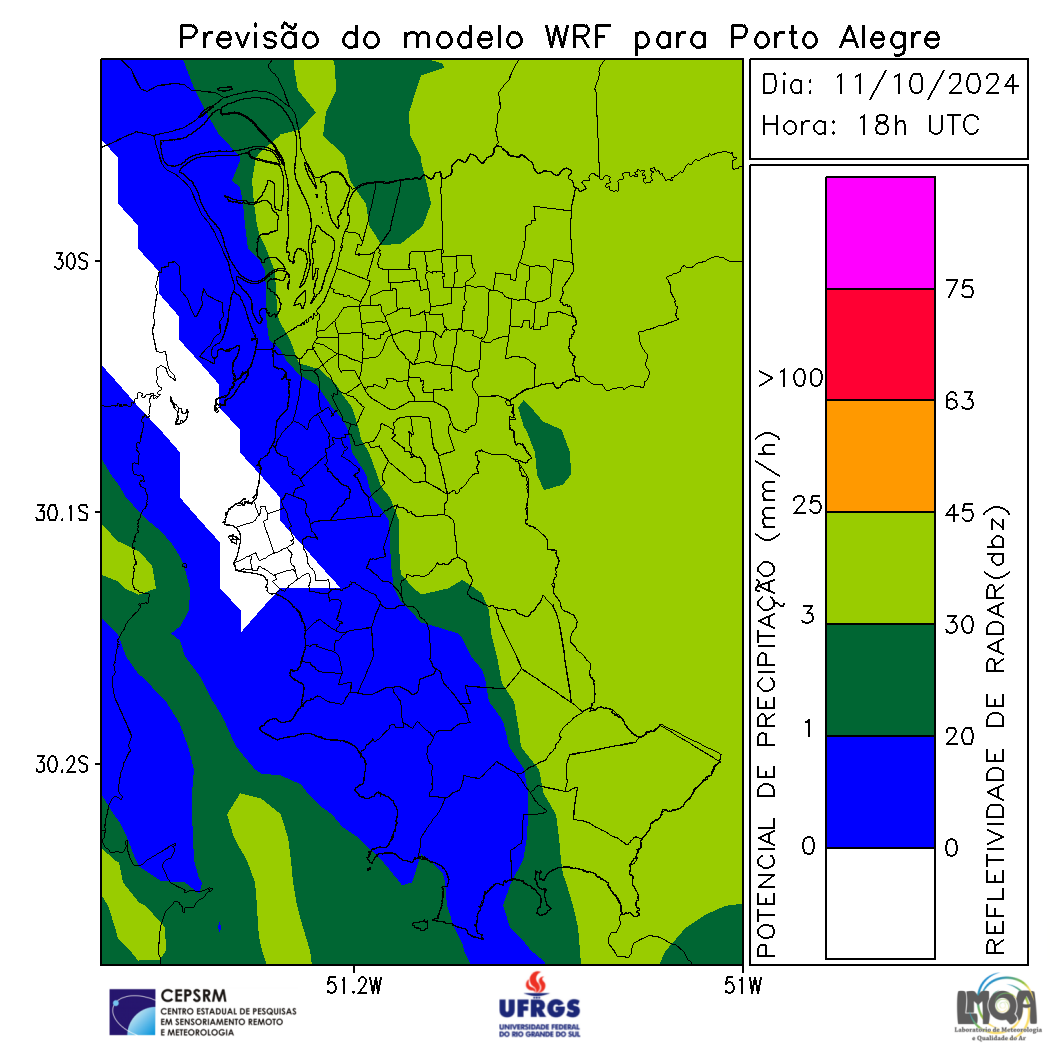 Previsão do modelo WRF para Porto Alegre
Dia: 11/10/2024
Hora: 18h UTC
30S
30.1S
30.2S
51.2W
51W
POTENCIAL DE PRECIPITAÇÃO (mm/h)
>100
25
3
1
0
75
63
45
30
20
0
REFLETIVIDADE DE RADAR(dbz)
CEPSRM
CENTRO ESTADUAL DE PESQUISAS
EM SENSORIAMENTO REMOTO
E METEOROLOGIA
UFRGS
UNIVERSIDADE FEDERAL
DO RIO GRANDE DO SUL
LMQA
Laboratório de Meteorologia
e Qualidade do Ar